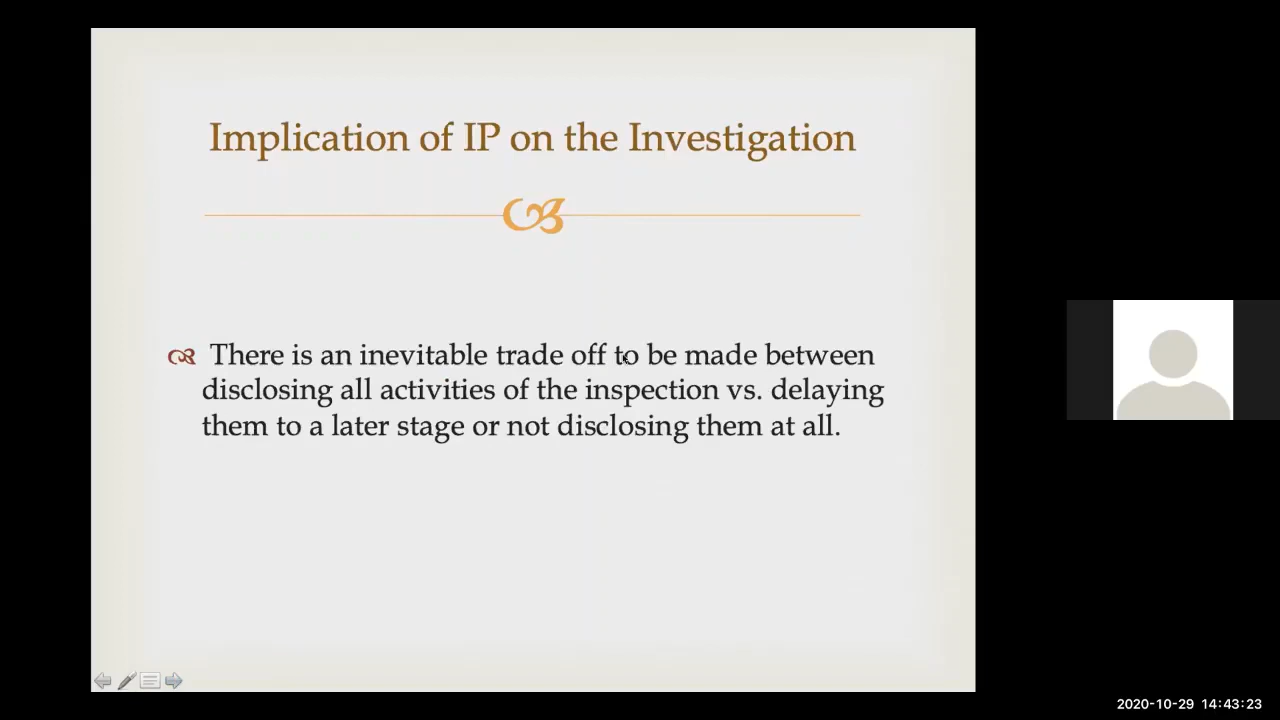 Implication of IP on the Investigation
There is an inevitable trade off to be made between
disclosing all activities of the inspection vs. delaying
them to a later stage or not disclosing them at all.
2020-10-29 14:43:23